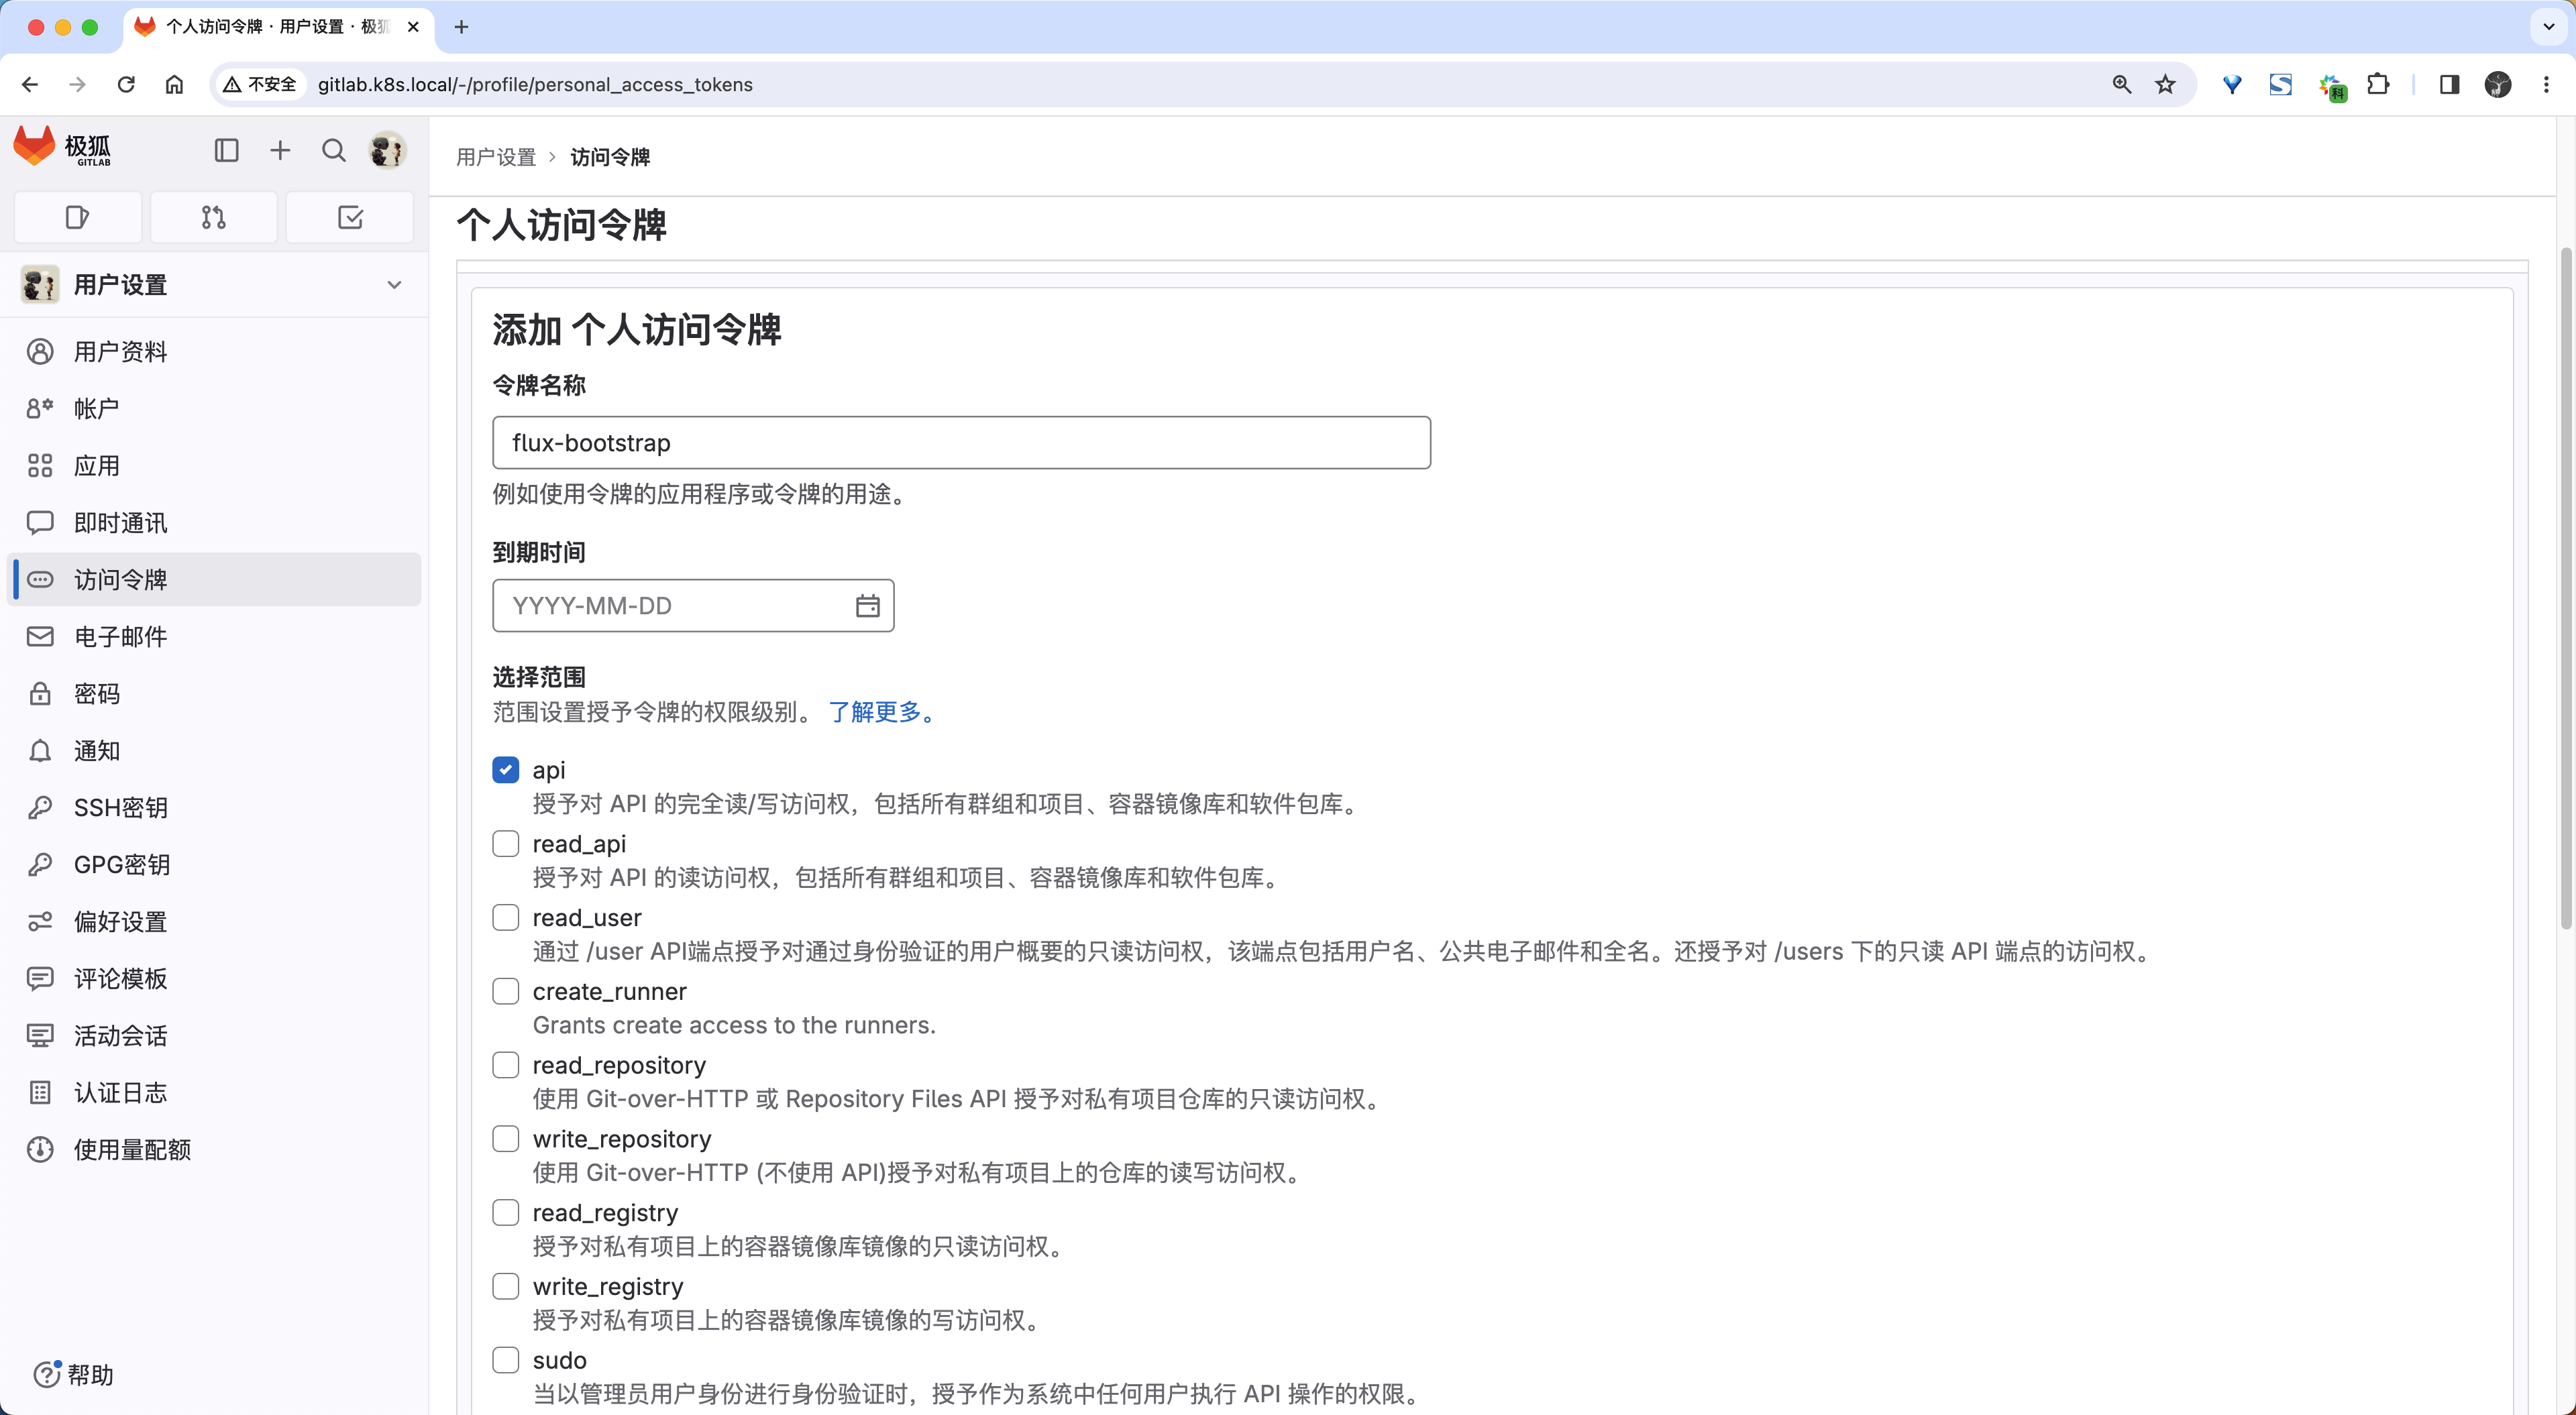 个人访问令牌 · 用户设置 · 极狐
不安全
gitlab.k8s.local/-/profile/personal_access_tokens
科
极狐
GITLAB
用户设置
用户资料
帐户
应用
即时通讯
访问令牌
电子邮件
密码
通知
SSH密钥
GPG密钥
偏好设置
评论模板
活动会话
认证日志
使用量配额
帮助
用户设置 > 访问令牌
个人访问令牌
添加 个人访问令牌
令牌名称
flux-bootstrap
例如使用令牌的应用程序或令牌的用途。
到期时间
YYYY-MM-DD
选择范围
范围设置授予令牌的权限级别。 了解更多。
api
授予对 API 的完全读/写访问权，包括所有群组和项目、容器镜像库和软件包库。
read_api
授予对 API 的读访问权，包括所有群组和项目、容器镜像库和软件包库。
read_user
通过 /user API端点授予对通过身份验证的用户概要的只读访问权，该端点包括用户名、公共电子邮件和全名。还授予对 /users 下的只读 API 端点的访问权。
create_runner
Grants create access to the runners.
read_repository
使用 Git-over-HTTP 或 Repository Files API 授予对私有项目仓库的只读访问权。
write_repository
使用 Git-over-HTTP (不使用 API)授予对私有项目上的仓库的读写访问权。
read_registry
授予对私有项目上的容器镜像库镜像的只读访问权。
write_registry
授予对私有项目上的容器镜像库镜像的写访问权。
sudo
当以管理员用户身份进行身份验证时，授予作为系统中任何用户执行 API 操作的权限。